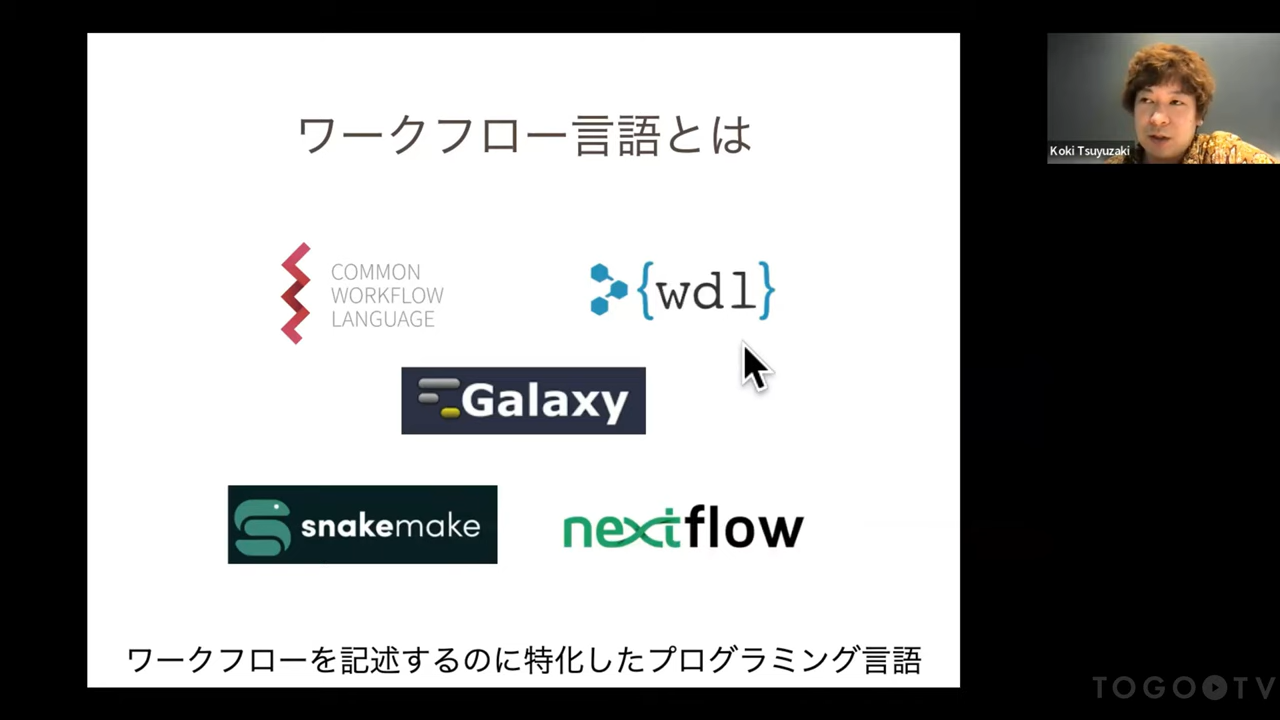 ワークフロー言語とは
Koki Tsuyuzaki
COMMON
WORKFLOW
LANGUAGE
{wdl}
Galaxy
snakemake
nextflow
ワークフローを記述するのに特化したプログラミング言語
TOGO TV